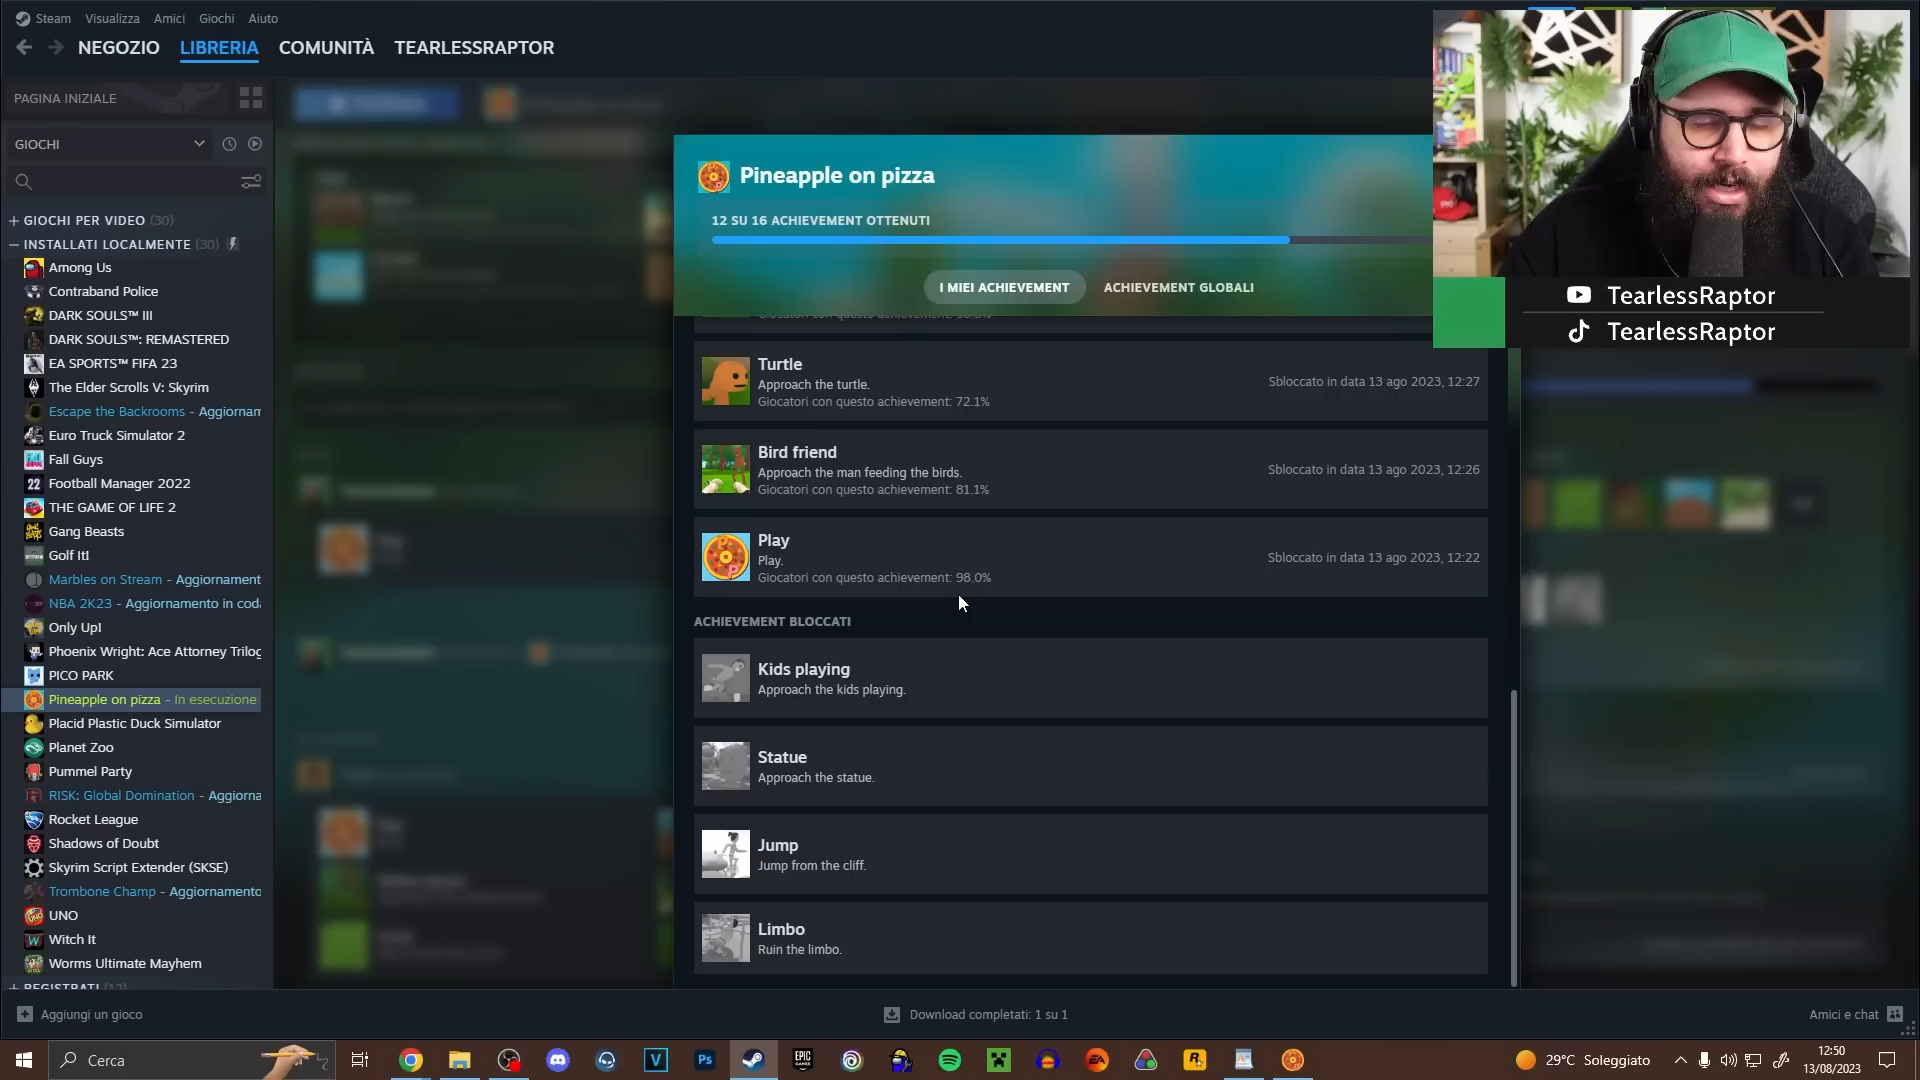 Steam Visualizza Amici Giochi Aiuto
NEGOZIO LIBRERIA COMUNITÀ TEARLESSRAPTOR
PAGINA INIZIALE
GIOCHI
+ GIOCHI PER VIDEO (30)
− INSTALLATI LOCALMENTE (30)
Among Us
Contraband Police
DARK SOULS™ III
DARK SOULS™: REMASTERED
EA SPORTS™ FIFA 23
The Elder Scrolls V: Skyrim
Escape the Backrooms - Aggiornam
Euro Truck Simulator 2
Fall Guys
Football Manager 2022
THE GAME OF LIFE 2
Gang Beasts
Golf It!
Marbles on Stream - Aggiornament
NBA 2K23 - Aggiornamento in coda
Only Up!
Phoenix Wright: Ace Attorney Trilog
PICO PARK
Pineapple on pizza - In esecuzione
Placid Plastic Duck Simulator
Planet Zoo
Pummel Party
RISK: Global Domination - Aggiorna
Rocket League
Shadows of Doubt
Skyrim Script Extender (SKSE)
Trombone Champ - Aggiornamento
UNO
Witch It
Worms Ultimate Mayhem
+ REGISTRATI (12)
Pineapple on pizza
12 SU 16 ACHIEVEMENT OTTENUTI
I MIEI ACHIEVEMENT ACHIEVEMENT GLOBALI
Giocatori con questo achievement:
Turtle
Approach the turtle.
Giocatori con questo achievement: 72.1%
Sbloccato in data 13 ago 2023, 12:27
Bird friend
Approach the man feeding the birds.
Giocatori con questo achievement: 81.1%
Sbloccato in data 13 ago 2023, 12:26
Play
Play.
Giocatori con questo achievement: 98.0%
Sbloccato in data 13 ago 2023, 12:22
ACHIEVEMENT BLOCCATI
Kids playing
Approach the kids playing.
Statue
Approach the statue.
Jump
Jump from the cliff.
Limbo
Ruin the limbo.
TearlessRaptor
TearlessRaptor
Aggiungi un gioco
Download completati: 1 su 1
Amici e chat
Cerca
29°C Soleggiato
12:50
13/08/2023